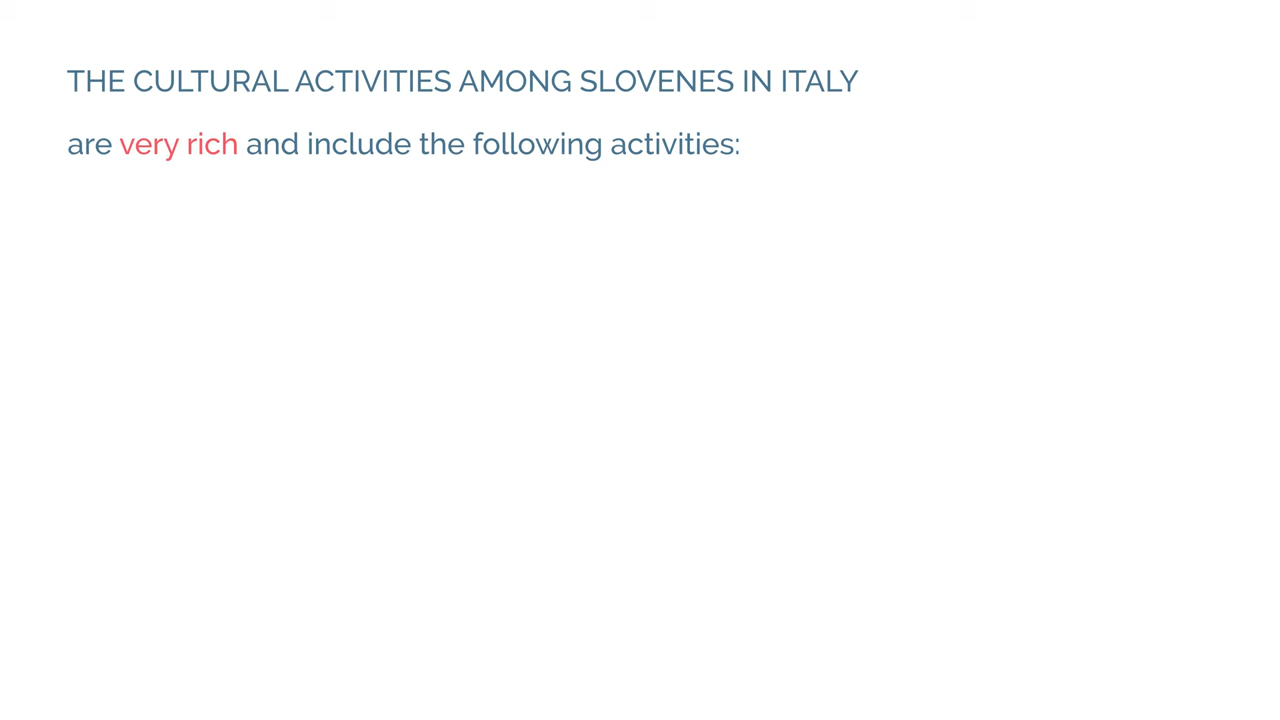 THE CULTURAL ACTIVITIES AMONG SLOVENES IN ITALY
are very rich and include the following activities: